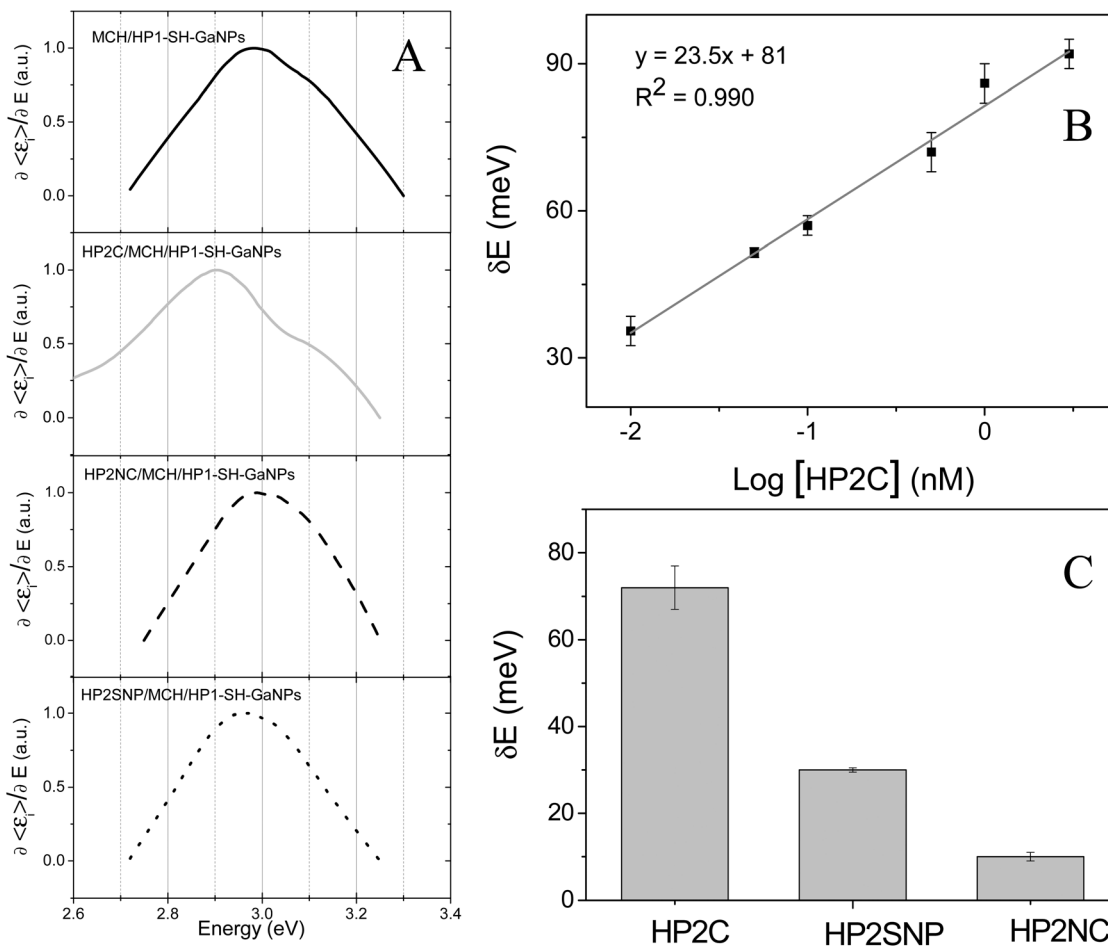 MCH/HP1-SH-GaNPs
A
1.0
0.5
0.0
∂ <ε_i>/∂ E (a.u.)
HP2C/MCH/HP1-SH-GaNPs
1.0
0.5
0.0
∂ <ε_i>/∂ E (a.u.)
HP2NC/MCH/HP1-SH-GaNPs
1.0
0.5
0.0
∂ <ε_i>/∂ E (a.u.)
HP2SNP/MCH/HP1-SH-GaNPs
1.0
0.5
0.0
∂ <ε_i>/∂ E (a.u.)
2.6 2.8 3.0 3.2 3.4
Energy (eV)
y = 23.5x + 81
R² = 0.990
B
90
60
30
δE (meV)
-2 -1 0
Log [HP2C] (nM)
C
80
60
40
20
0
δE (meV)
HP2C HP2SNP HP2NC